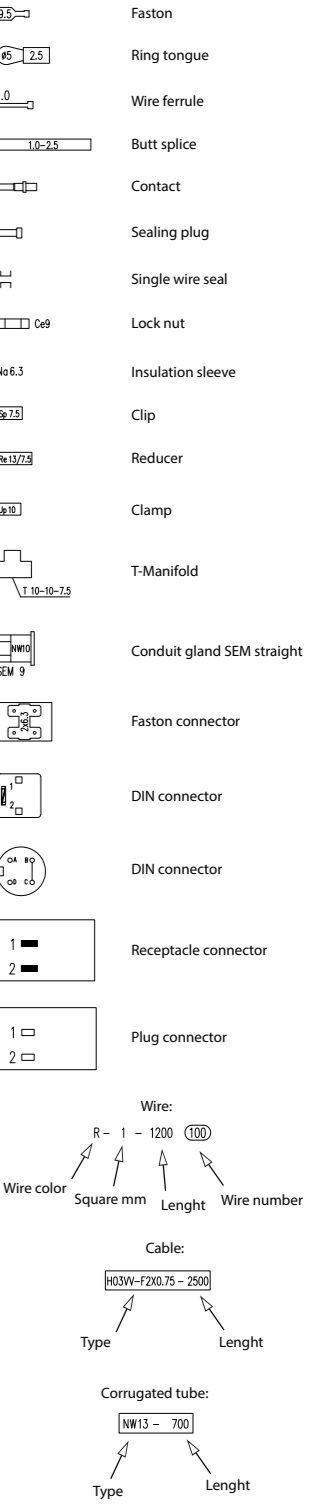 9.5 Faston
ø5 2.5 Ring tongue
.0 Wire ferrule
1.0-2.5 Butt splice
Contact
Sealing plug
Single wire seal
Ce9 Lock nut
Na 6.3 Insulation sleeve
Sp 7.5 Clip
Re 13/7.5 Reducer
Jp 10 Clamp
T-Manifold
T 10-10-7.5
NW10 Conduit gland SEM straight
SEM 9
2x6.3 Faston connector
1
DIN connector
2
A B
DIN connector
D C
1
Receptacle connector
2
1
Plug connector
2
Wire:
R - 1 - 1200 100
Wire color Square mm Lenght Wire number
Cable:
H03VV-F2X0.75 - 2500
Type Lenght
Corrugated tube:
NW13 - 700
Type Lenght